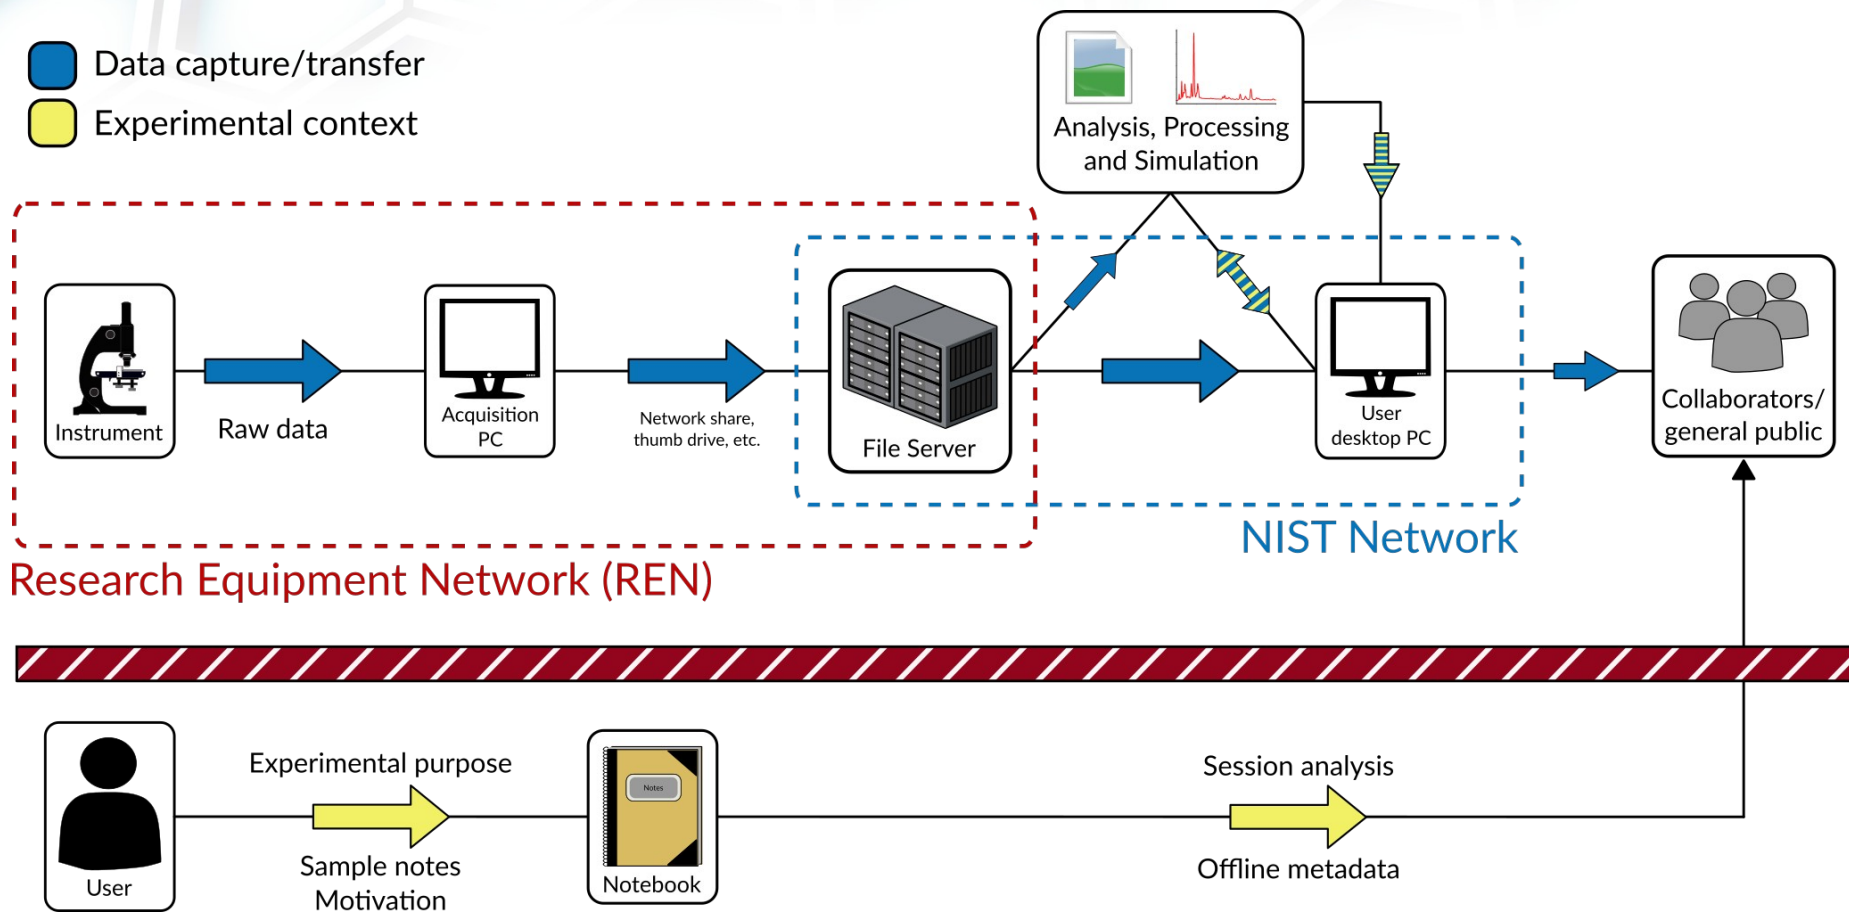 Data capture/transfer
Experimental context
Analysis, Processing
and Simulation
Instrument
Raw data
Acquisition
PC
Network share,
thumb drive, etc.
File Server
User
desktop PC
Collaborators/
general public
NIST Network
Research Equipment Network (REN)
User
Experimental purpose
Sample notes
Motivation
Notes
Notebook
Session analysis
Offline metadata